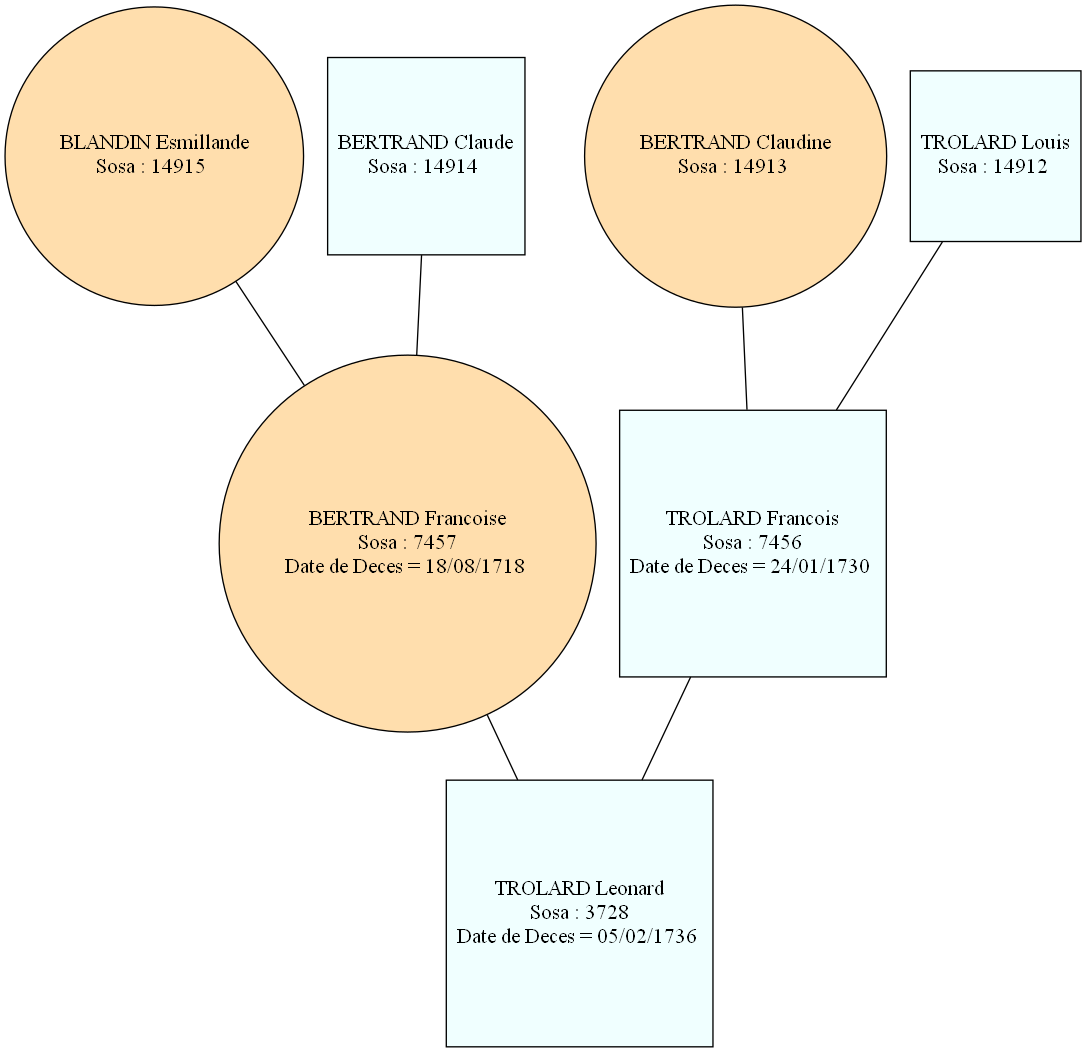 BLANDIN Esmillande
Sosa : 14915
BERTRAND Claude
Sosa : 14914
BERTRAND Claudine
Sosa : 14913
TROLARD Louis
Sosa : 14912
BERTRAND Francoise
Sosa : 7457
Date de Deces = 18/08/1718
TROLARD Francois
Sosa : 7456
Date de Deces = 24/01/1730
TROLARD Leonard
Sosa : 3728
Date de Deces = 05/02/1736